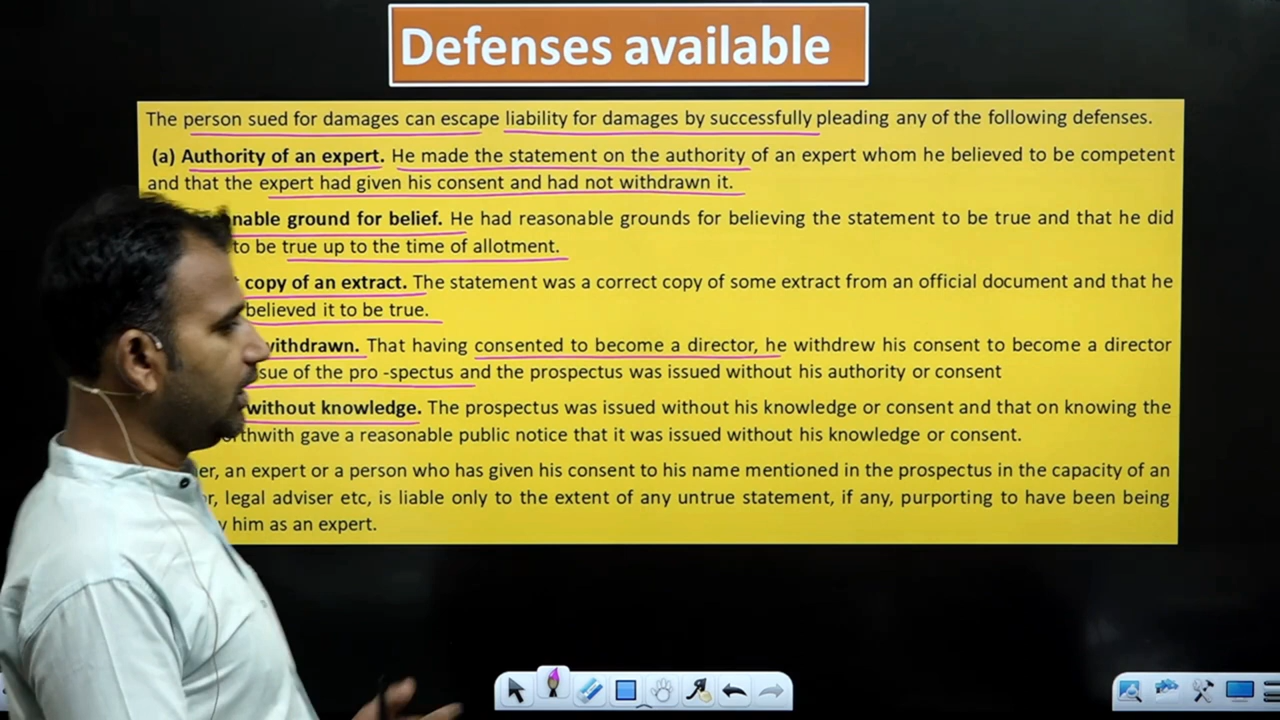 Defenses available
The person sued for damages can escape liability for damages by successfully pleading any of the following defenses.
(a) Authority of an expert. He made the statement on the authority of an expert whom he believed to be competent
and that the expert had given his consent and had not withdrawn it.
ground for belief. He had reasonable grounds for believing the statement to be true and that he did
to be true up to the time of allotment.
copy of an extract. The statement was a correct copy of some extract from an official document and that he
believed it to be true.
withdrawn. That having consented to become a director, he withdrew his consent to become a director
of the pro -spectus and the prospectus was issued without his authority or consent
without knowledge. The prospectus was issued without his knowledge or consent and that on knowing the
gave a reasonable public notice that it was issued without his knowledge or consent.
an expert or a person who has given his consent to his name mentioned in the prospectus in the capacity of an
legal adviser etc, is liable only to the extent of any untrue statement, if any, purporting to have been being
him as an expert.